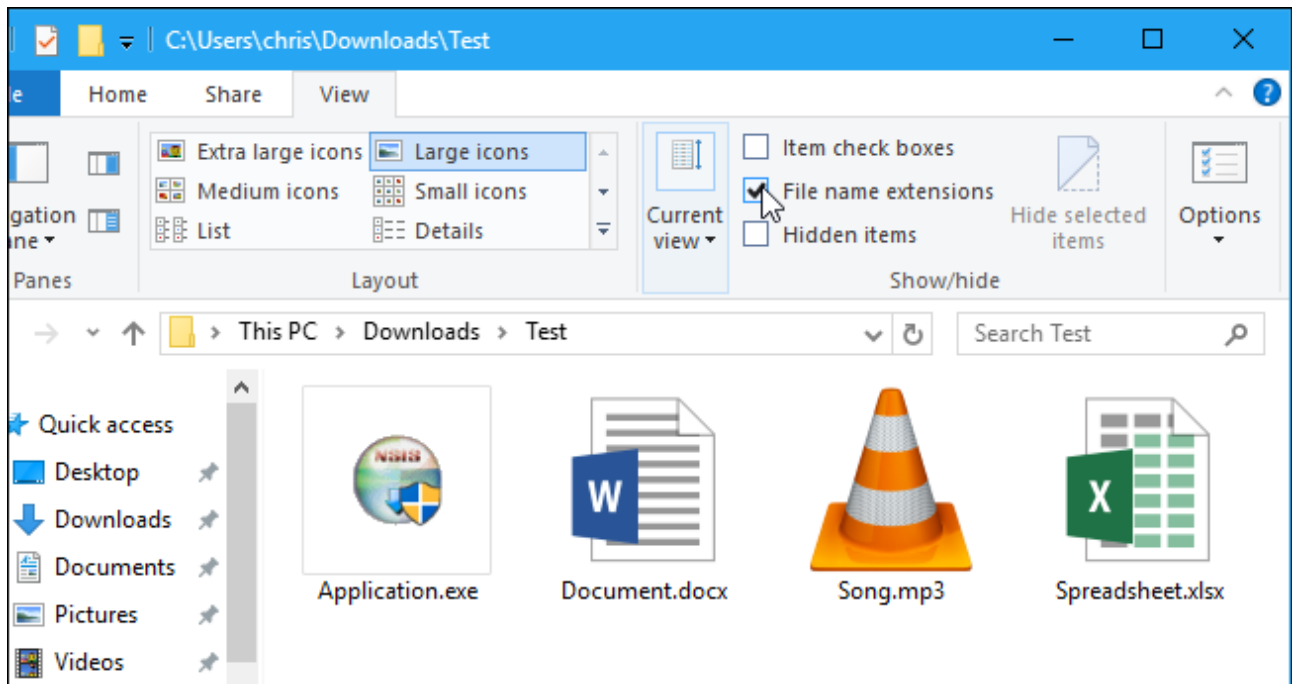 C:\Users\chris\Downloads\Test
le Home Share View
Extra large icons Large icons
Medium icons Small icons
List Details
Layout
gation
ane
Panes
Current
view
Item check boxes
File name extensions
Hidden items
Hide selected
items
Show/hide
Options
This PC > Downloads > Test
Search Test
Quick access
Desktop
Downloads
Documents
Pictures
Videos
NSIS
W
X
Application.exe Document.docx Song.mp3 Spreadsheet.xlsx